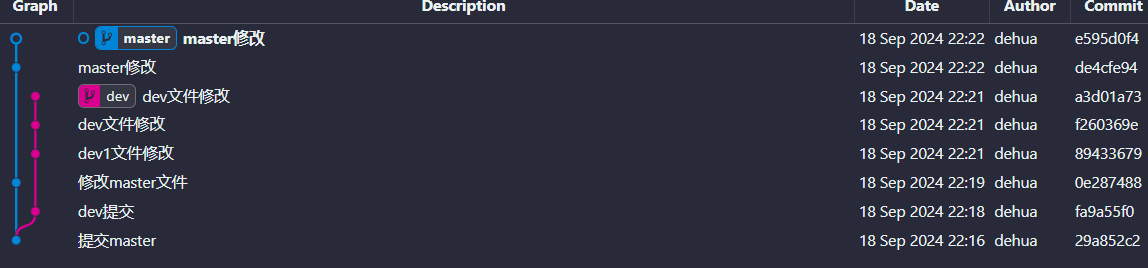 Graph Description Date Author Commit
master master修改 18 Sep 2024 22:22 dehua e595d0f4
master修改 18 Sep 2024 22:22 dehua de4cfe94
dev dev文件修改 18 Sep 2024 22:21 dehua a3d01a73
dev文件修改 18 Sep 2024 22:21 dehua f260369e
dev1文件修改 18 Sep 2024 22:21 dehua 89433679
修改master文件 18 Sep 2024 22:19 dehua 0e287488
dev提交 18 Sep 2024 22:18 dehua fa9a55f0
提交master 18 Sep 2024 22:16 dehua 29a852c2